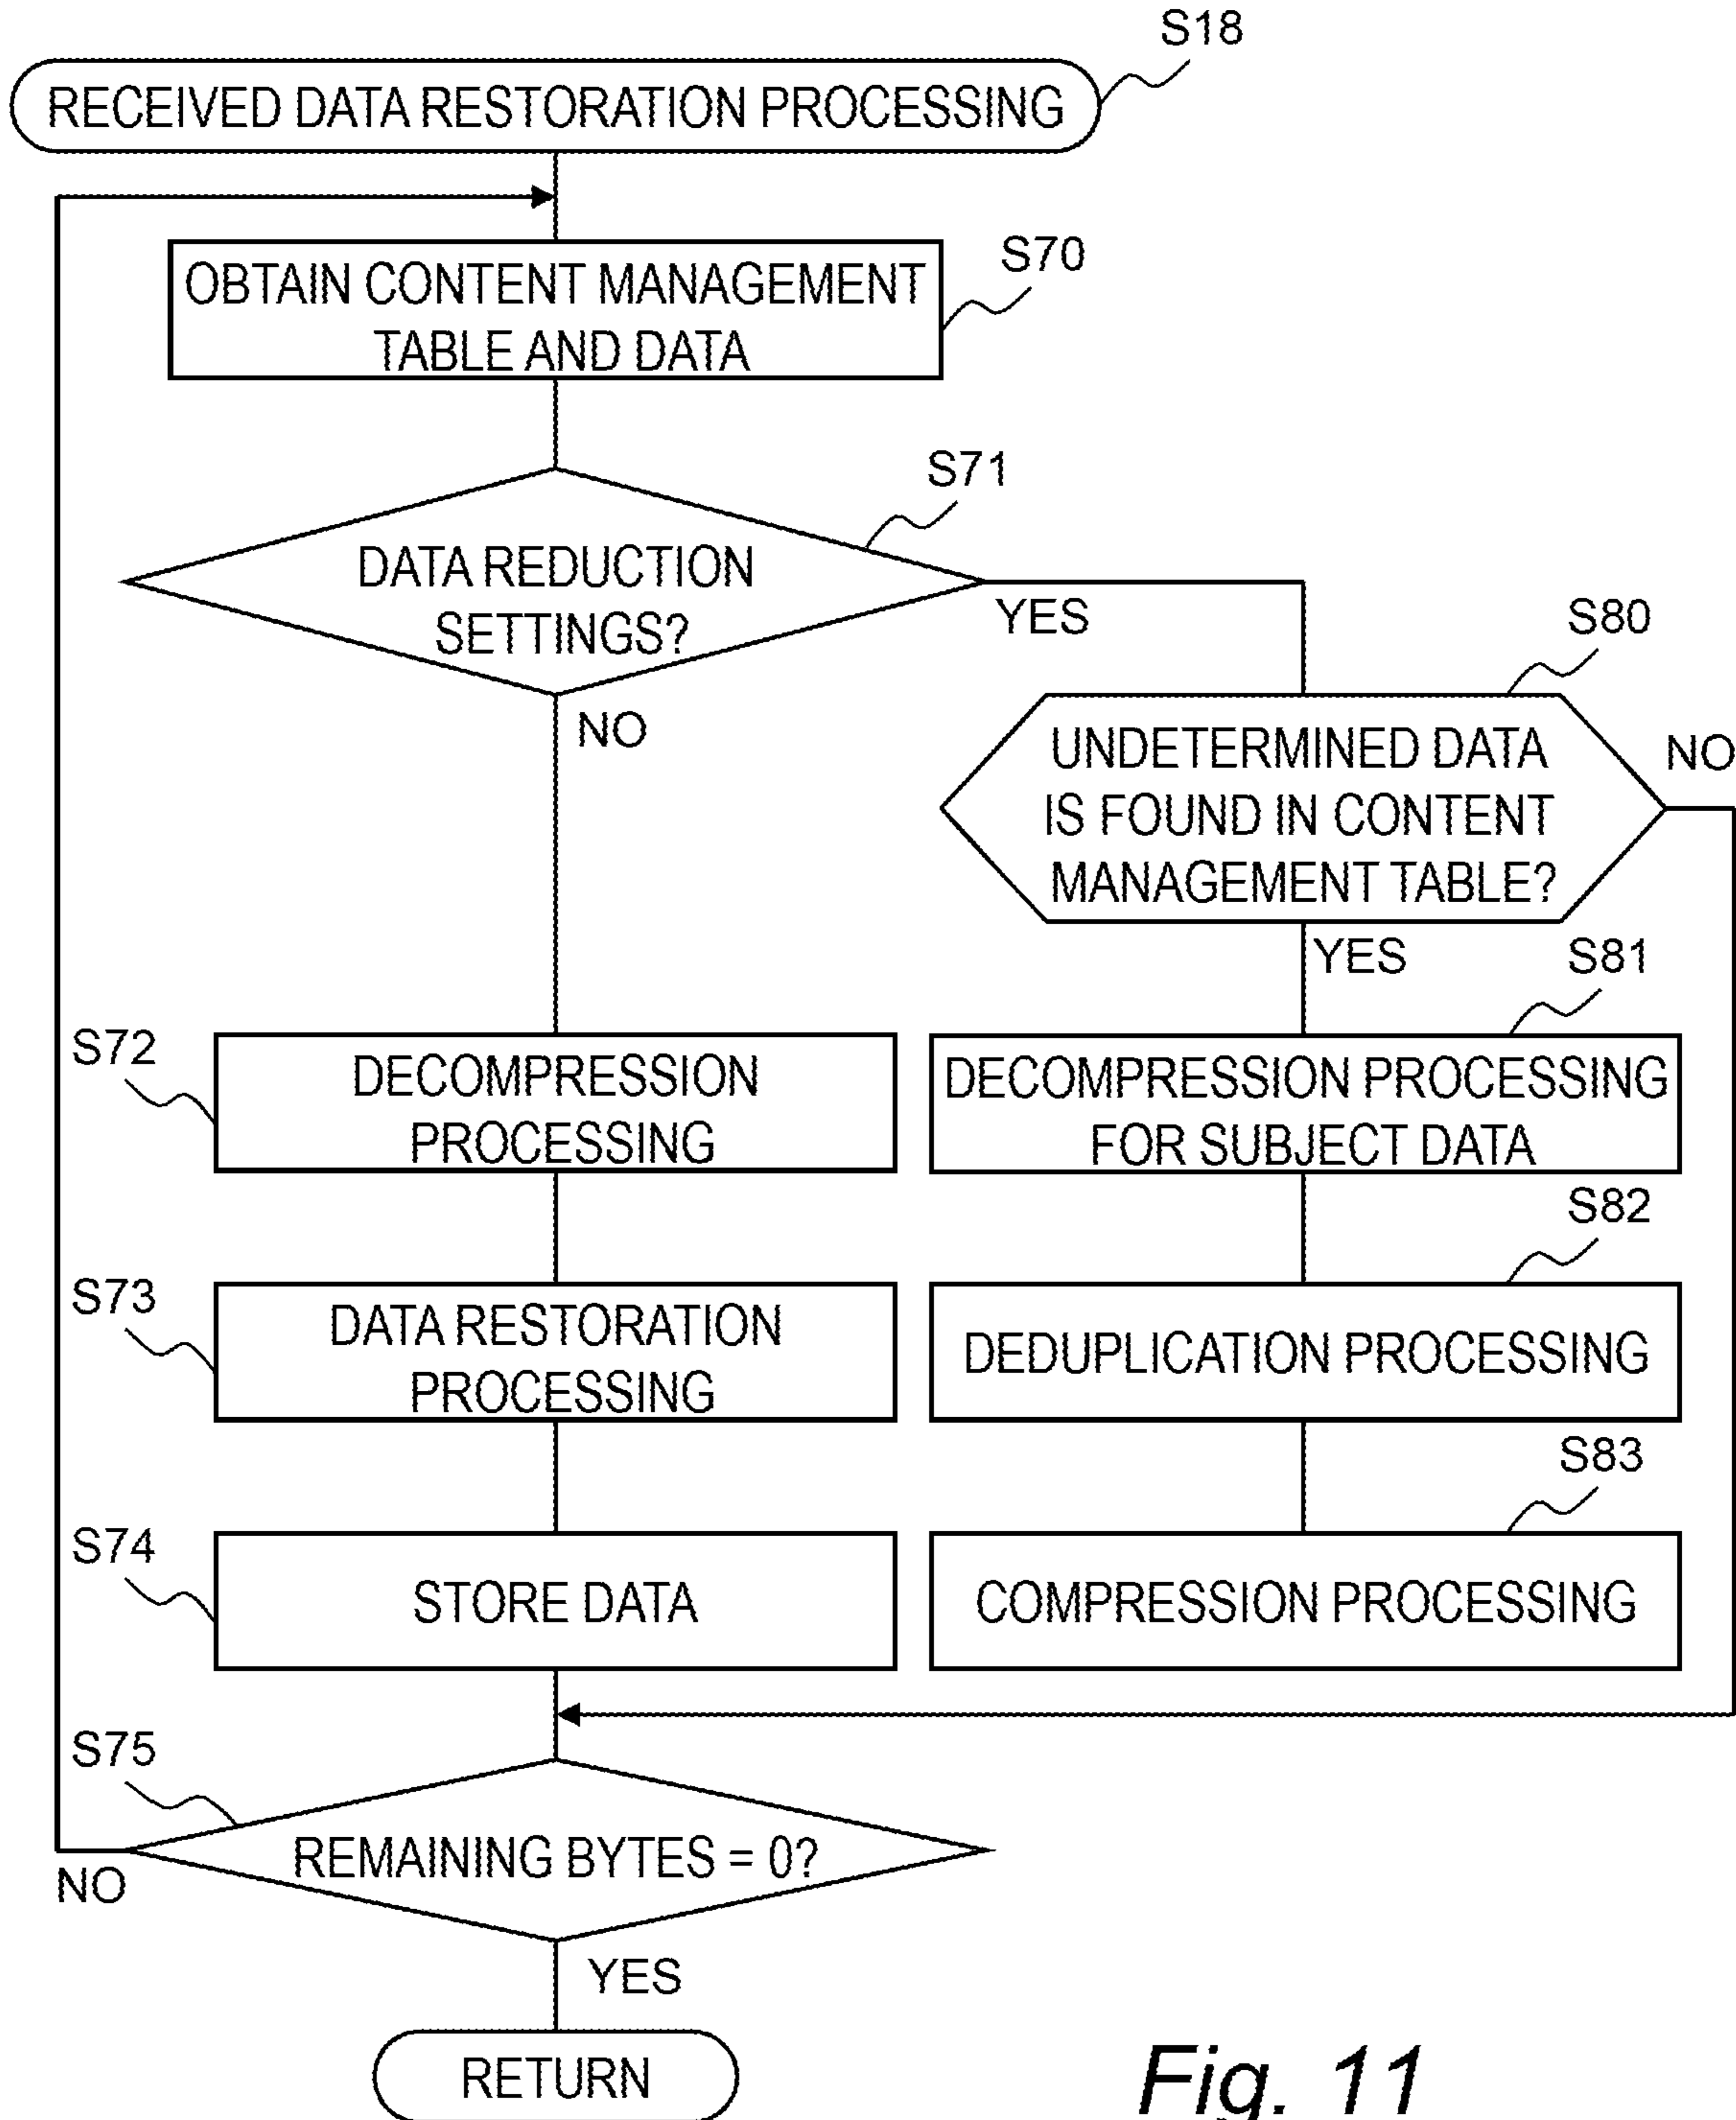 S18
RECEIVED DATA RESTORATION PROCESSING
S70
OBTAIN CONTENT MANAGEMENT
TABLE AND DATA
S71
DATA REDUCTION
SETTINGS?
YES
NO
S80
UNDETERMINED DATA
IS FOUND IN CONTENT
MANAGEMENT TABLE?
NO
YES
S72
DECOMPRESSION
PROCESSING
S81
DECOMPRESSION PROCESSING
FOR SUBJECT DATA
S73
DATA RESTORATION
PROCESSING
S82
DEDUPLICATION PROCESSING
S74
STORE DATA
S83
COMPRESSION PROCESSING
S75
REMAINING BYTES = 0?
NO
YES
RETURN
Fig. 11